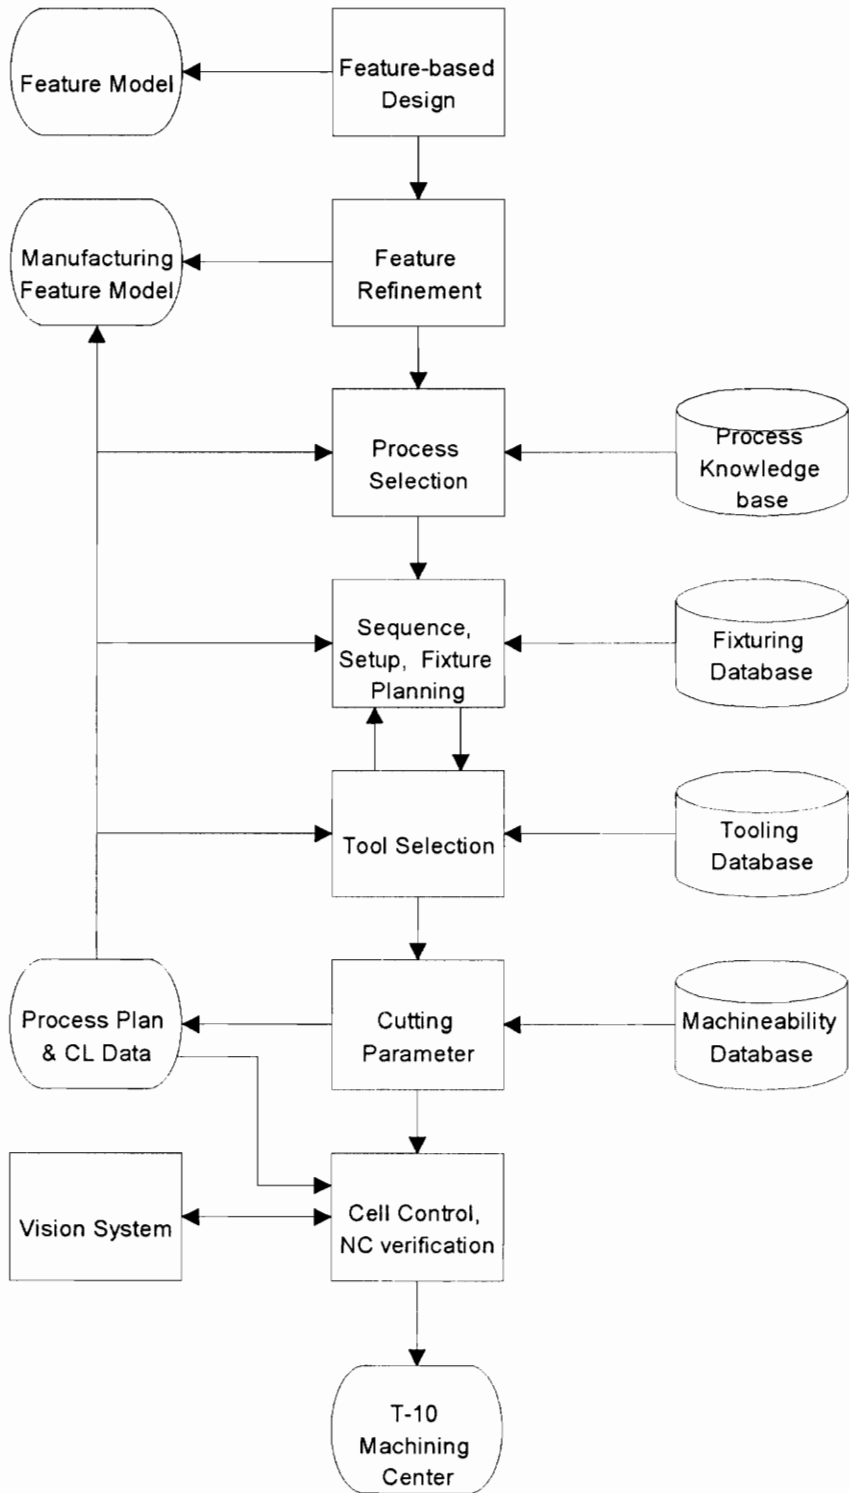 Feature Model
Feature-based
Design
Manufacturing
Feature Model
Feature
Refinement
Process
Selection
Process
Knowledge
base
Sequence,
Setup, Fixture
Planning
Fixturing
Database
Tool Selection
Tooling
Database
Process Plan
& CL Data
Cutting
Parameter
Machineability
Database
Vision System
Cell Control,
NC verification
T-10
Machining
Center